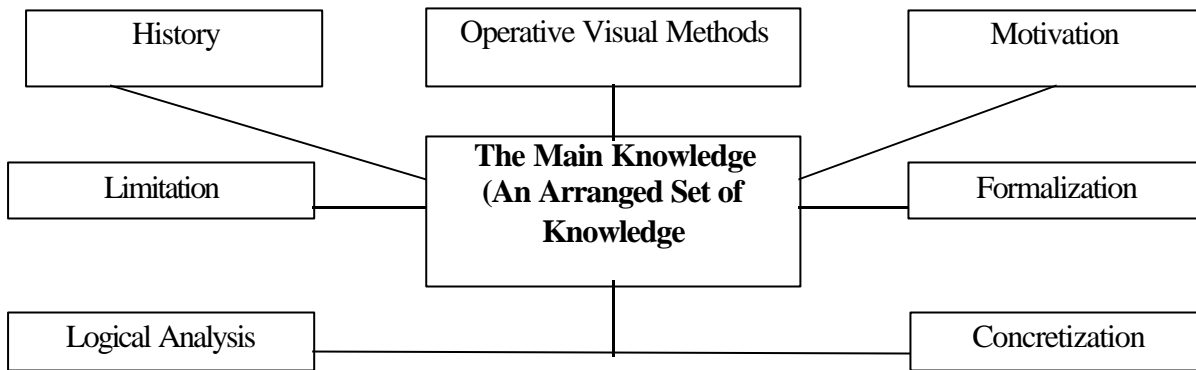 History
Operative Visual Methods
Motivation
The Main Knowledge
(An Arranged Set of
Knowledge
Limitation
Formalization
Logical Analysis
Concretization